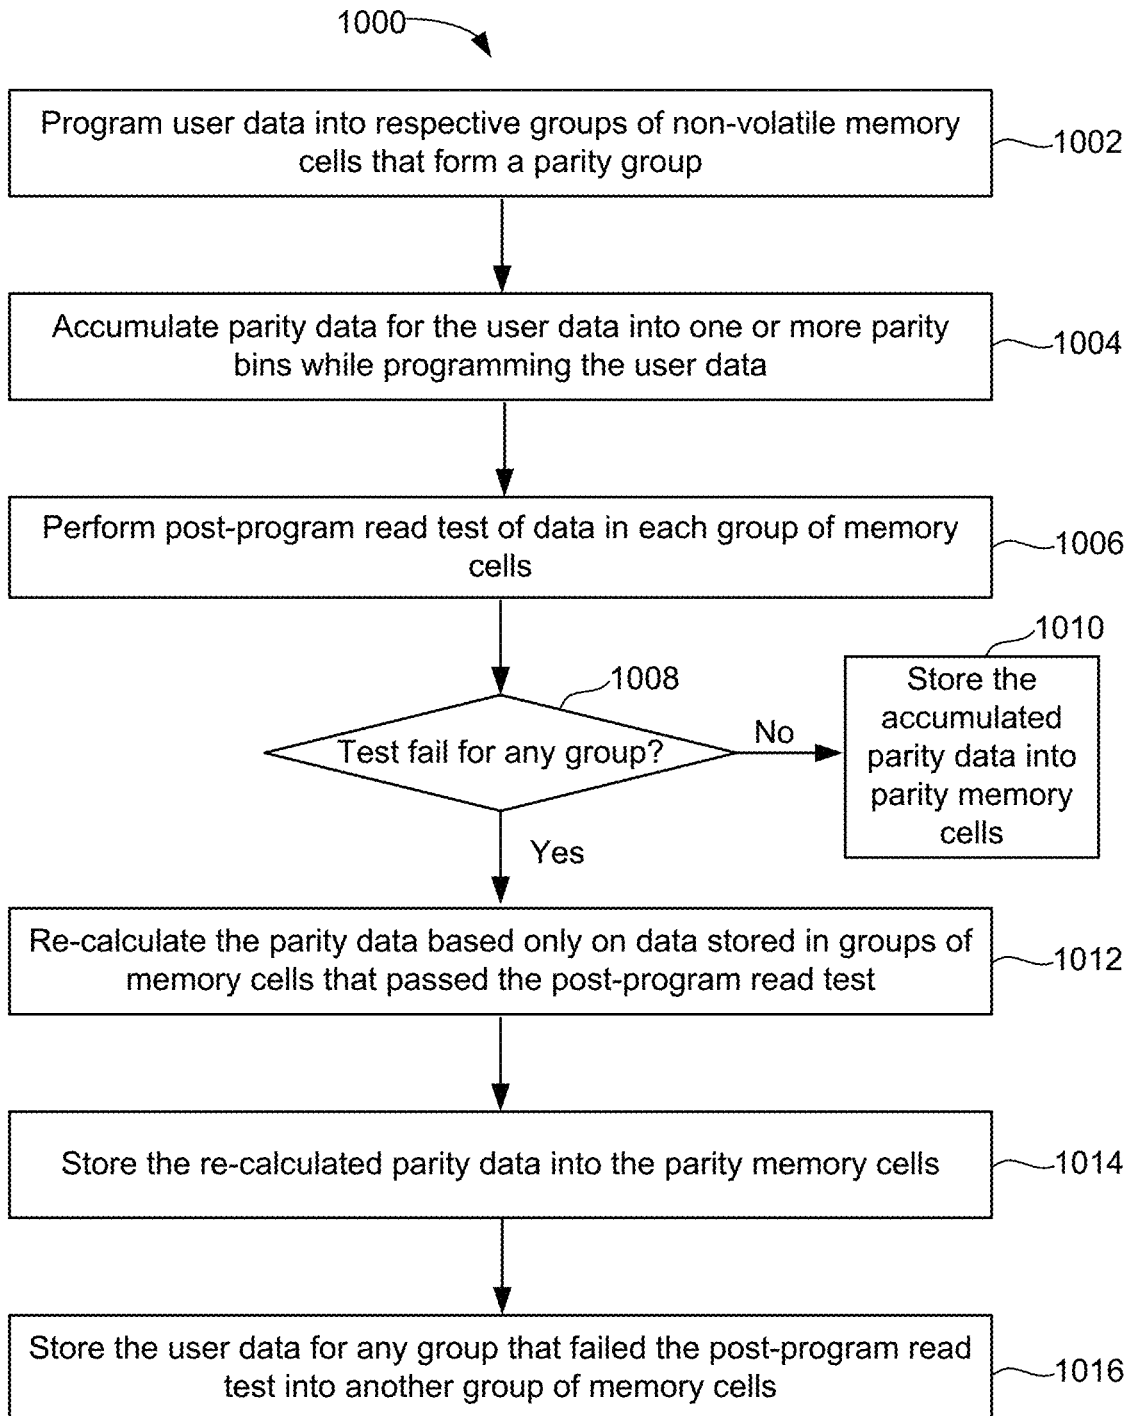 1000
Program user data into respective groups of non-volatile memory
cells that form a parity group
1002
Accumulate parity data for the user data into one or more parity
bins while programming the user data
1004
Perform post-program read test of data in each group of memory
cells
1006
1008
Test fail for any group?
No
1010
Store the
accumulated
parity data into
parity memory
cells
Yes
Re-calculate the parity data based only on data stored in groups of
memory cells that passed the post-program read test
1012
Store the re-calculated parity data into the parity memory cells
1014
Store the user data for any group that failed the post-program read
test into another group of memory cells
1016